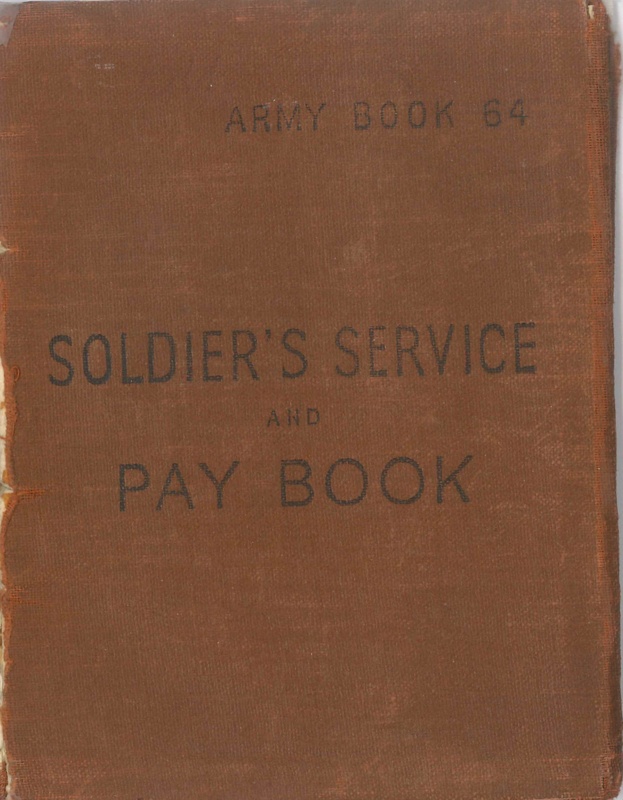 ARMY BOOK 64
SOLDIER'S SERVICE
AND
PAY BOOK